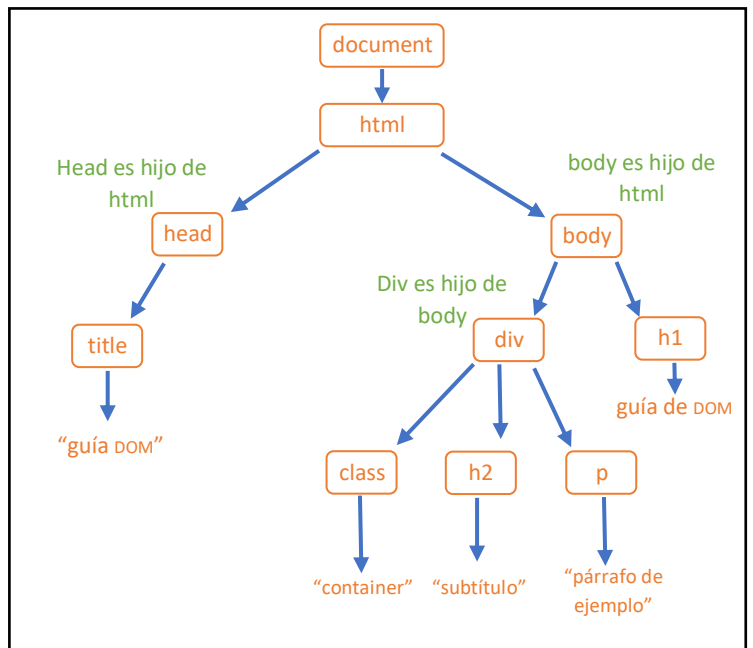 document
html
Head es hijo de
html
body es hijo de
html
head
body
Div es hijo de
body
title
div
h1
“guía DOM”
guía de DOM
class
h2
p
“container”
“subtítulo”
“párrafo de
ejemplo”